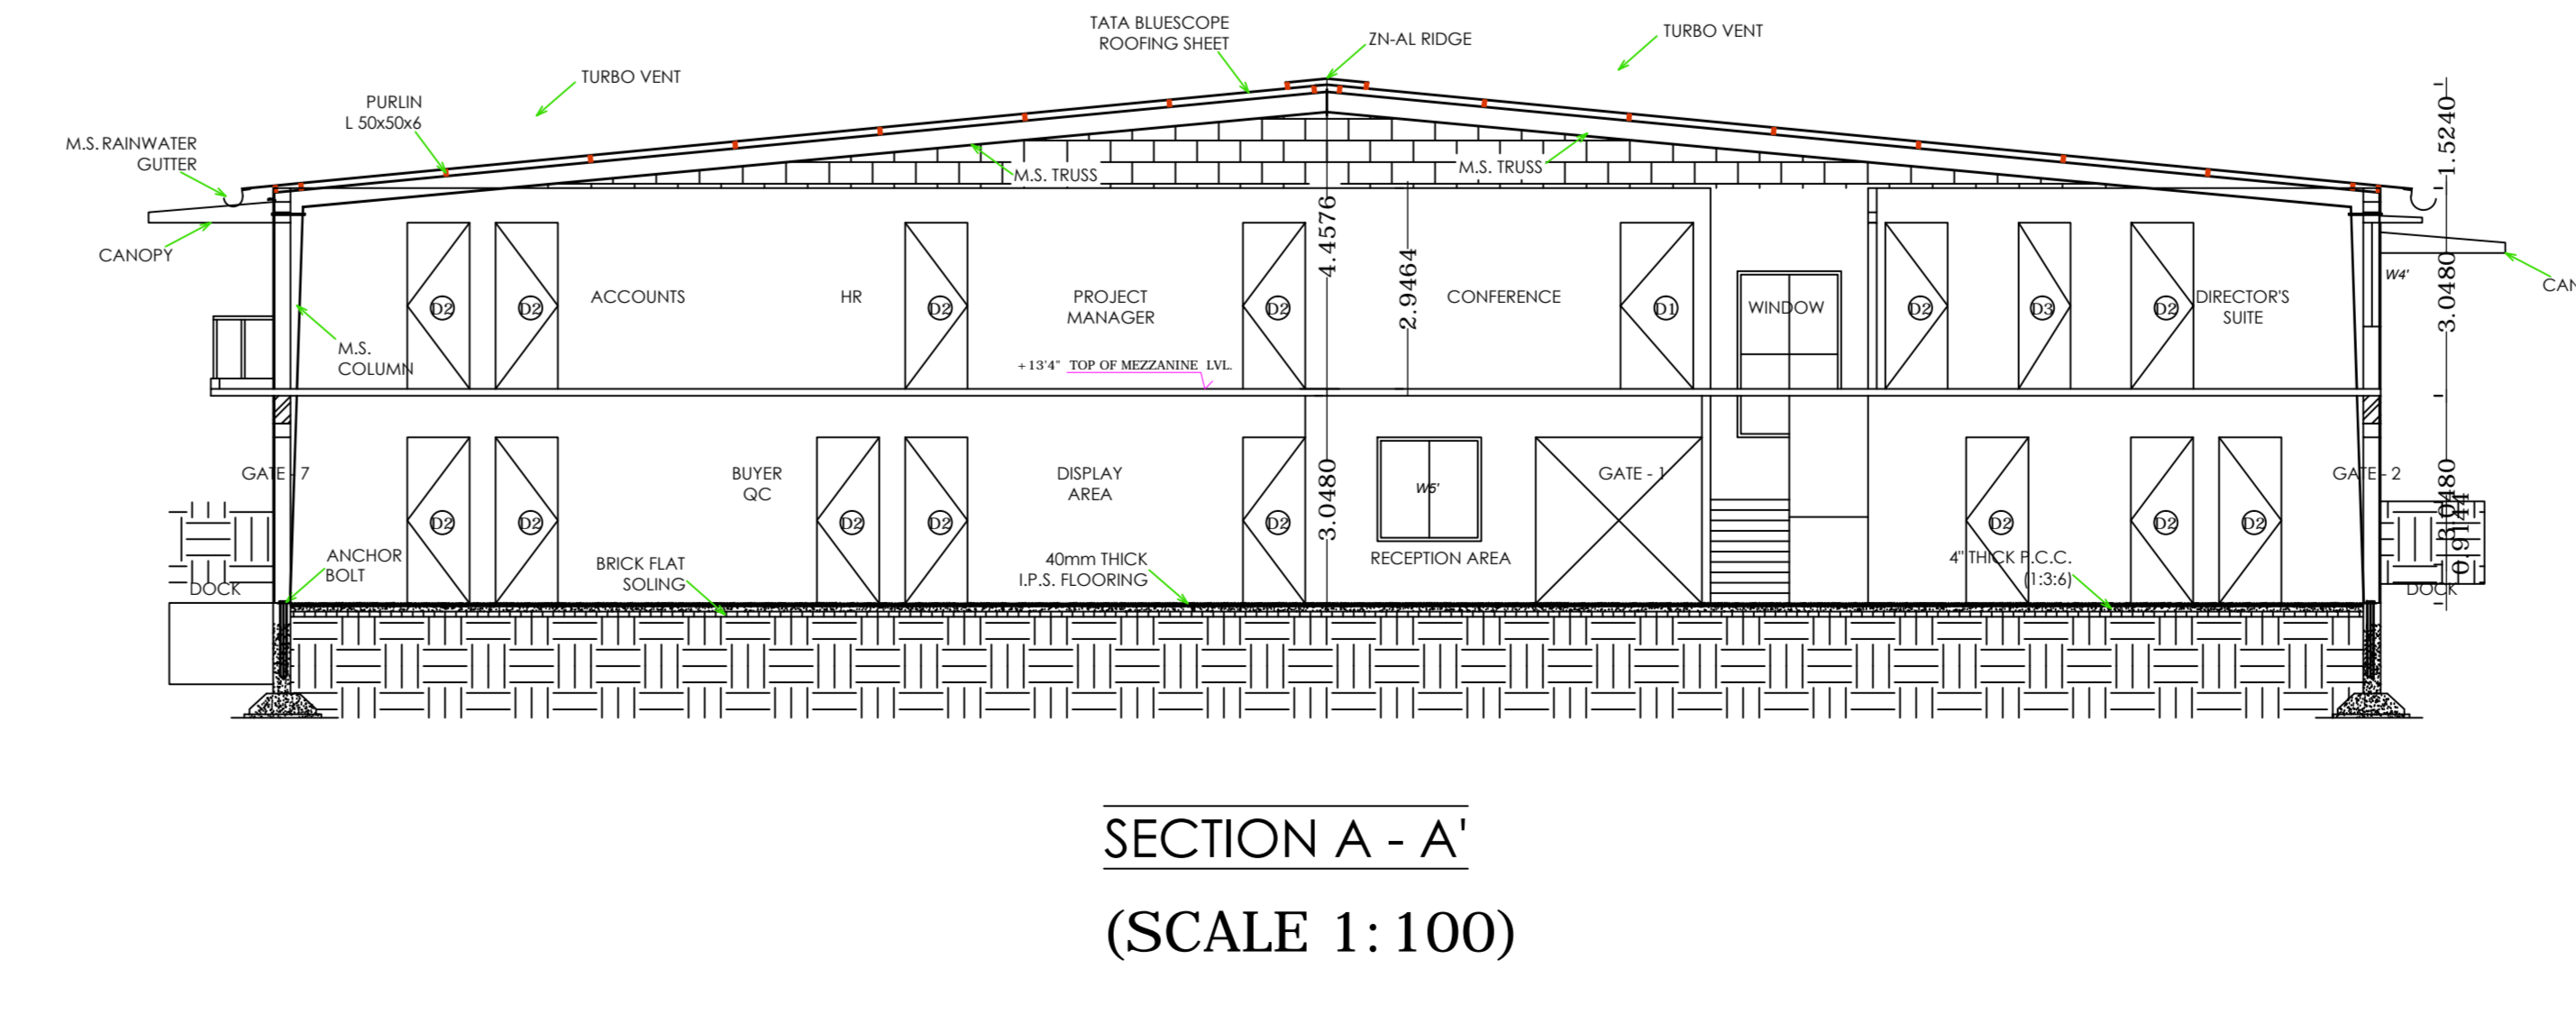 TATA BLUESCOPE
ROOFING SHEET
ZN-AL RIDGE
TURBO VENT
TURBO VENT
PURLIN
L 50x50x6
M.S. RAINWATER
GUTTER
M.S. TRUSS
M.S. TRUSS
1.5240
CANOPY
4.4576
2.9464
3.0480
W4'
CAN
ACCOUNTS
HR
PROJECT
MANAGER
CONFERENCE
WINDOW
DIRECTOR'S
SUITE
D2
D2
D2
D2
D1
D2
D3
D2
M.S.
COLUMN
+13'4" TOP OF MEZZANINE LVL.
GATE - 7
BUYER
QC
DISPLAY
AREA
3.0480
W5'
GATE - 1
GATE - 2
3.0480
0.9144
D2
D2
D2
D2
D2
D2
D2
D2
ANCHOR
BOLT
BRICK FLAT
SOLING
40mm THICK
I.P.S. FLOORING
RECEPTION AREA
4" THICK P.C.C.
(1:3:6)
DOCK
DOCK
SECTION A - A'
(SCALE 1:100)